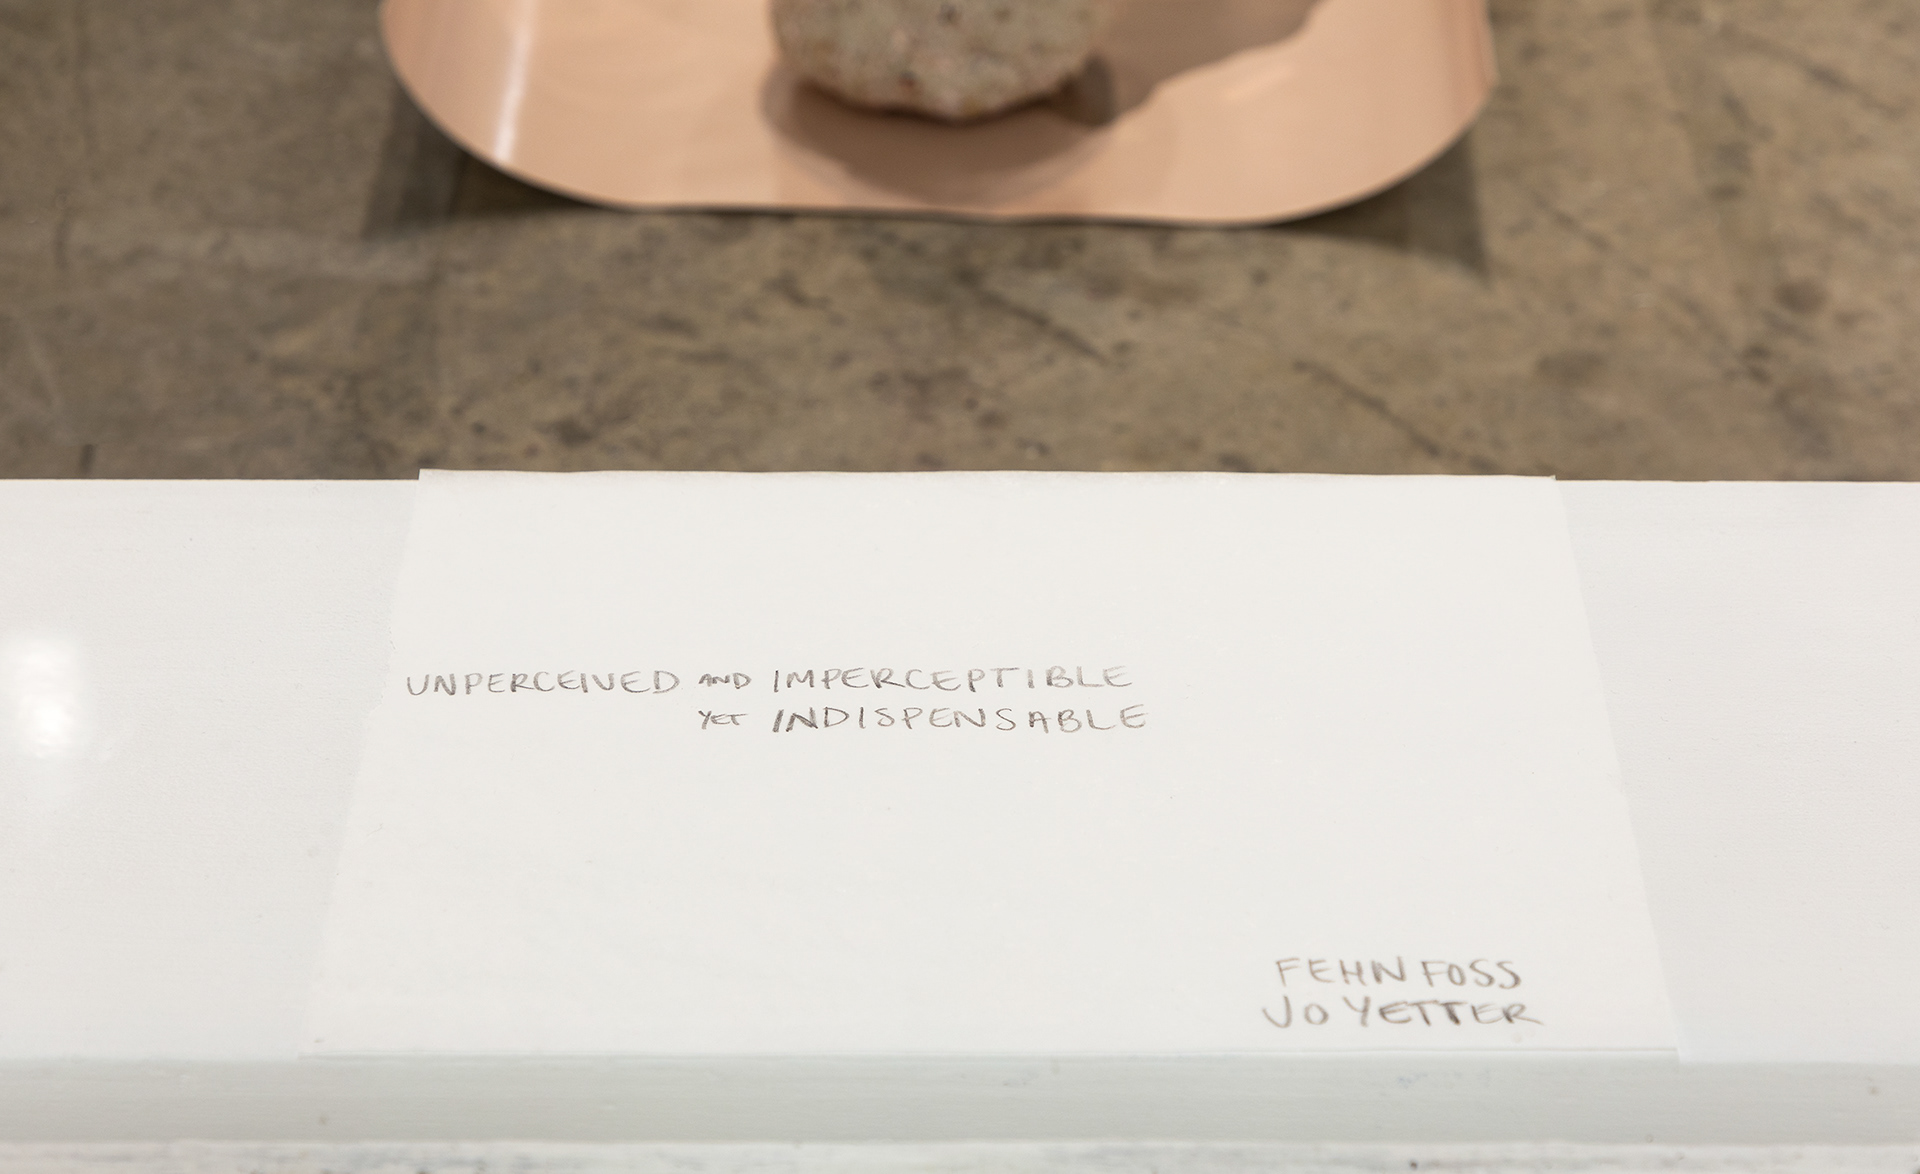 UNPERCEIVED AND IMPERCEPTIBLE
YET INDISPENSABLE
FEHN FOSS
JO YETTER